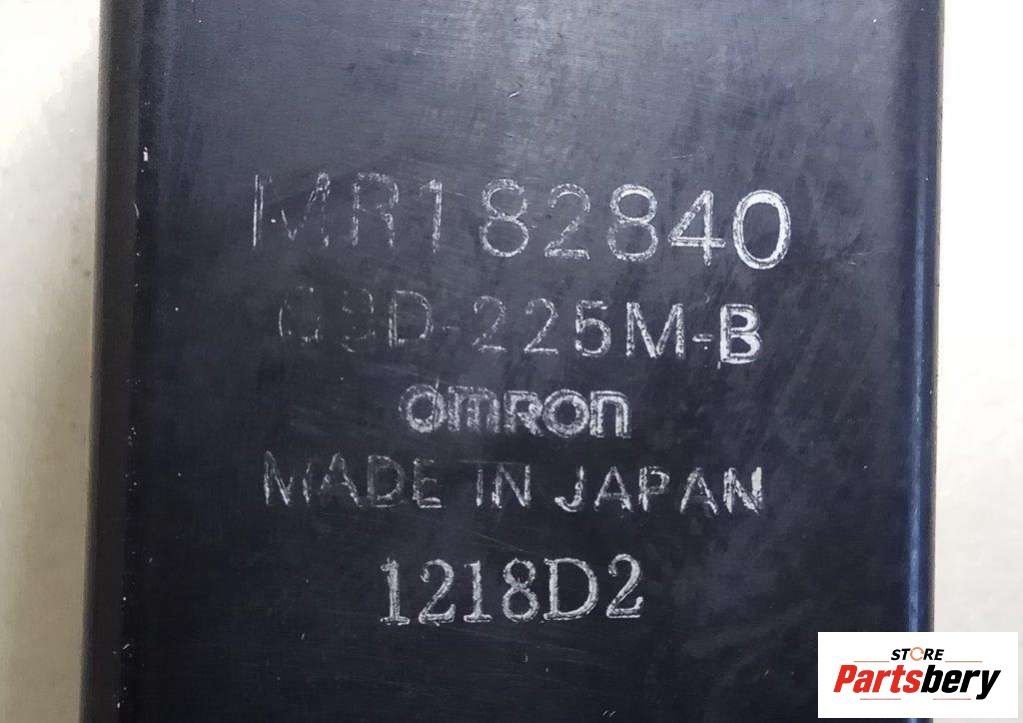 MR182840
G8D-225M-B
OMRON
MADE IN JAPAN
1218D2
STORE
Partsbery